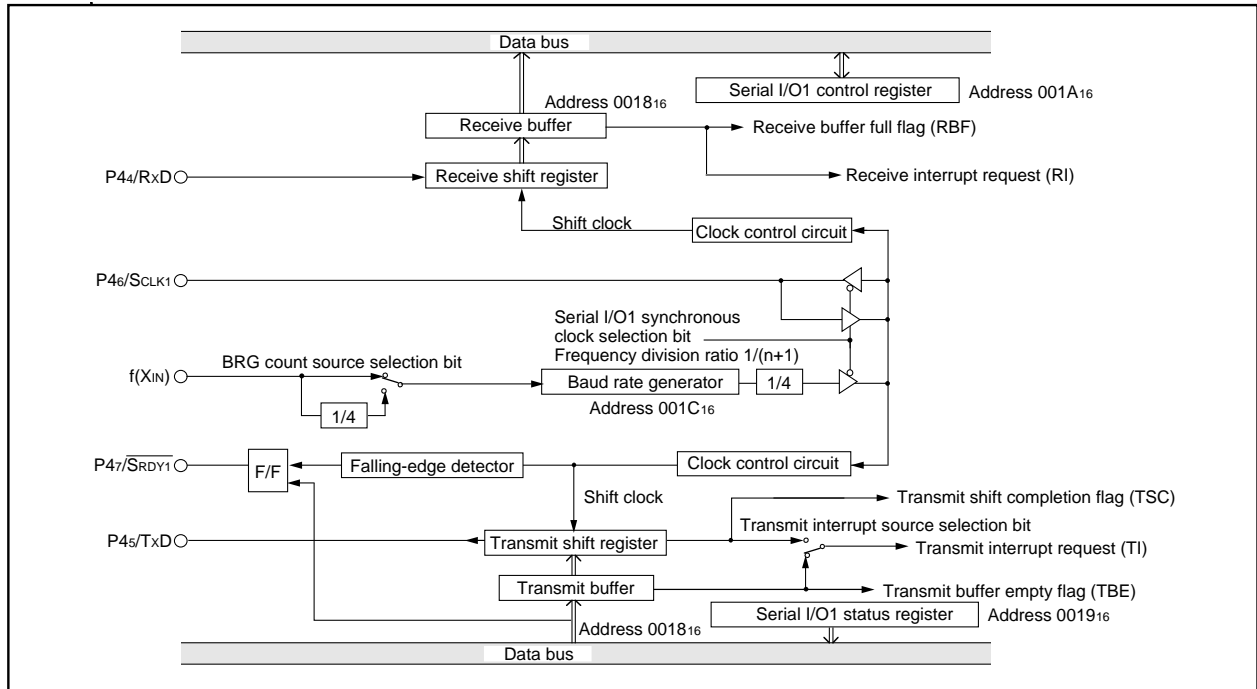 Data bus
Serial I/O1 control register
Address 001A16
Address 001816
Receive buffer
Receive buffer full flag (RBF)
P44/RXD
Receive shift register
Receive interrupt request (RI)
Shift clock
Clock control circuit
P46/SCLK1
Serial I/O1 synchronous
clock selection bit
Frequency division ratio 1/(n+1)
BRG count source selection bit
f(XIN)
Baud rate generator
1/4
Address 001C16
1/4
P47/SRDY1
F/F
Falling-edge detector
Clock control circuit
Shift clock
Transmit shift completion flag (TSC)
Transmit interrupt source selection bit
P45/TXD
Transmit shift register
Transmit interrupt request (TI)
Transmit buffer
Transmit buffer empty flag (TBE)
Serial I/O1 status register
Address 001916
Address 001816
Data bus